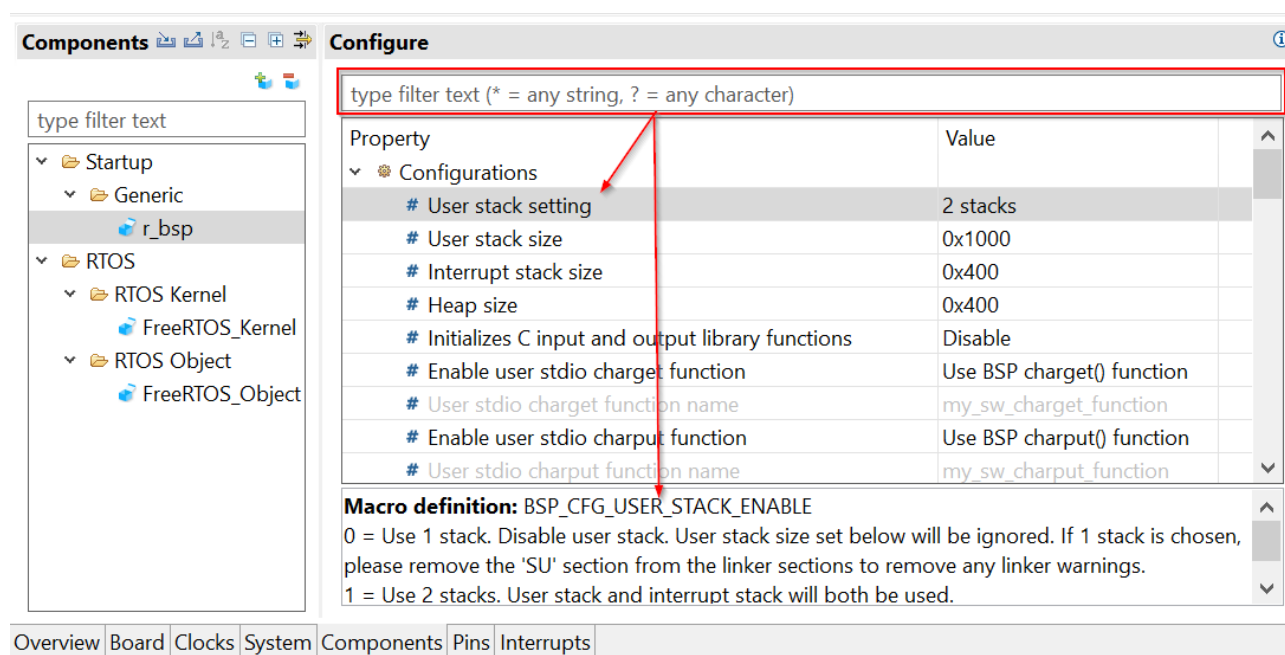 Components
type filter text
Startup
Generic
r_bsp
RTOS
RTOS Kernel
FreeRTOS_Kernel
RTOS Object
FreeRTOS_Object
Configure
type filter text (* = any string, ? = any character)
Property Value
Configurations
# User stack setting 2 stacks
# User stack size 0x1000
# Interrupt stack size 0x400
# Heap size 0x400
# Initializes C input and output library functions Disable
# Enable user stdio charget function Use BSP charget() function
# User stdio charget function name my_sw_charget_function
# Enable user stdio charput function Use BSP charput() function
# User stdio charput function name my_sw_charput_function
Macro definition: BSP_CFG_USER_STACK_ENABLE
0 = Use 1 stack. Disable user stack. User stack size set below will be ignored. If 1 stack is chosen,
please remove the 'SU' section from the linker sections to remove any linker warnings.
1 = Use 2 stacks. User stack and interrupt stack will both be used.
Overview Board Clocks System Components Pins Interrupts